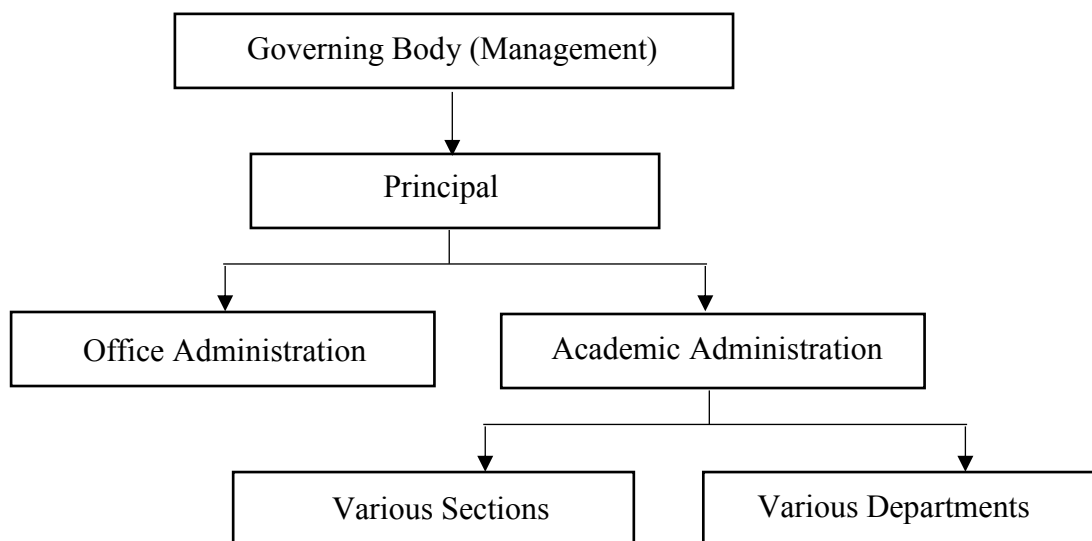 Governing Body (Management)
Principal
Office Administration
Academic Administration
Various Sections
Various Departments